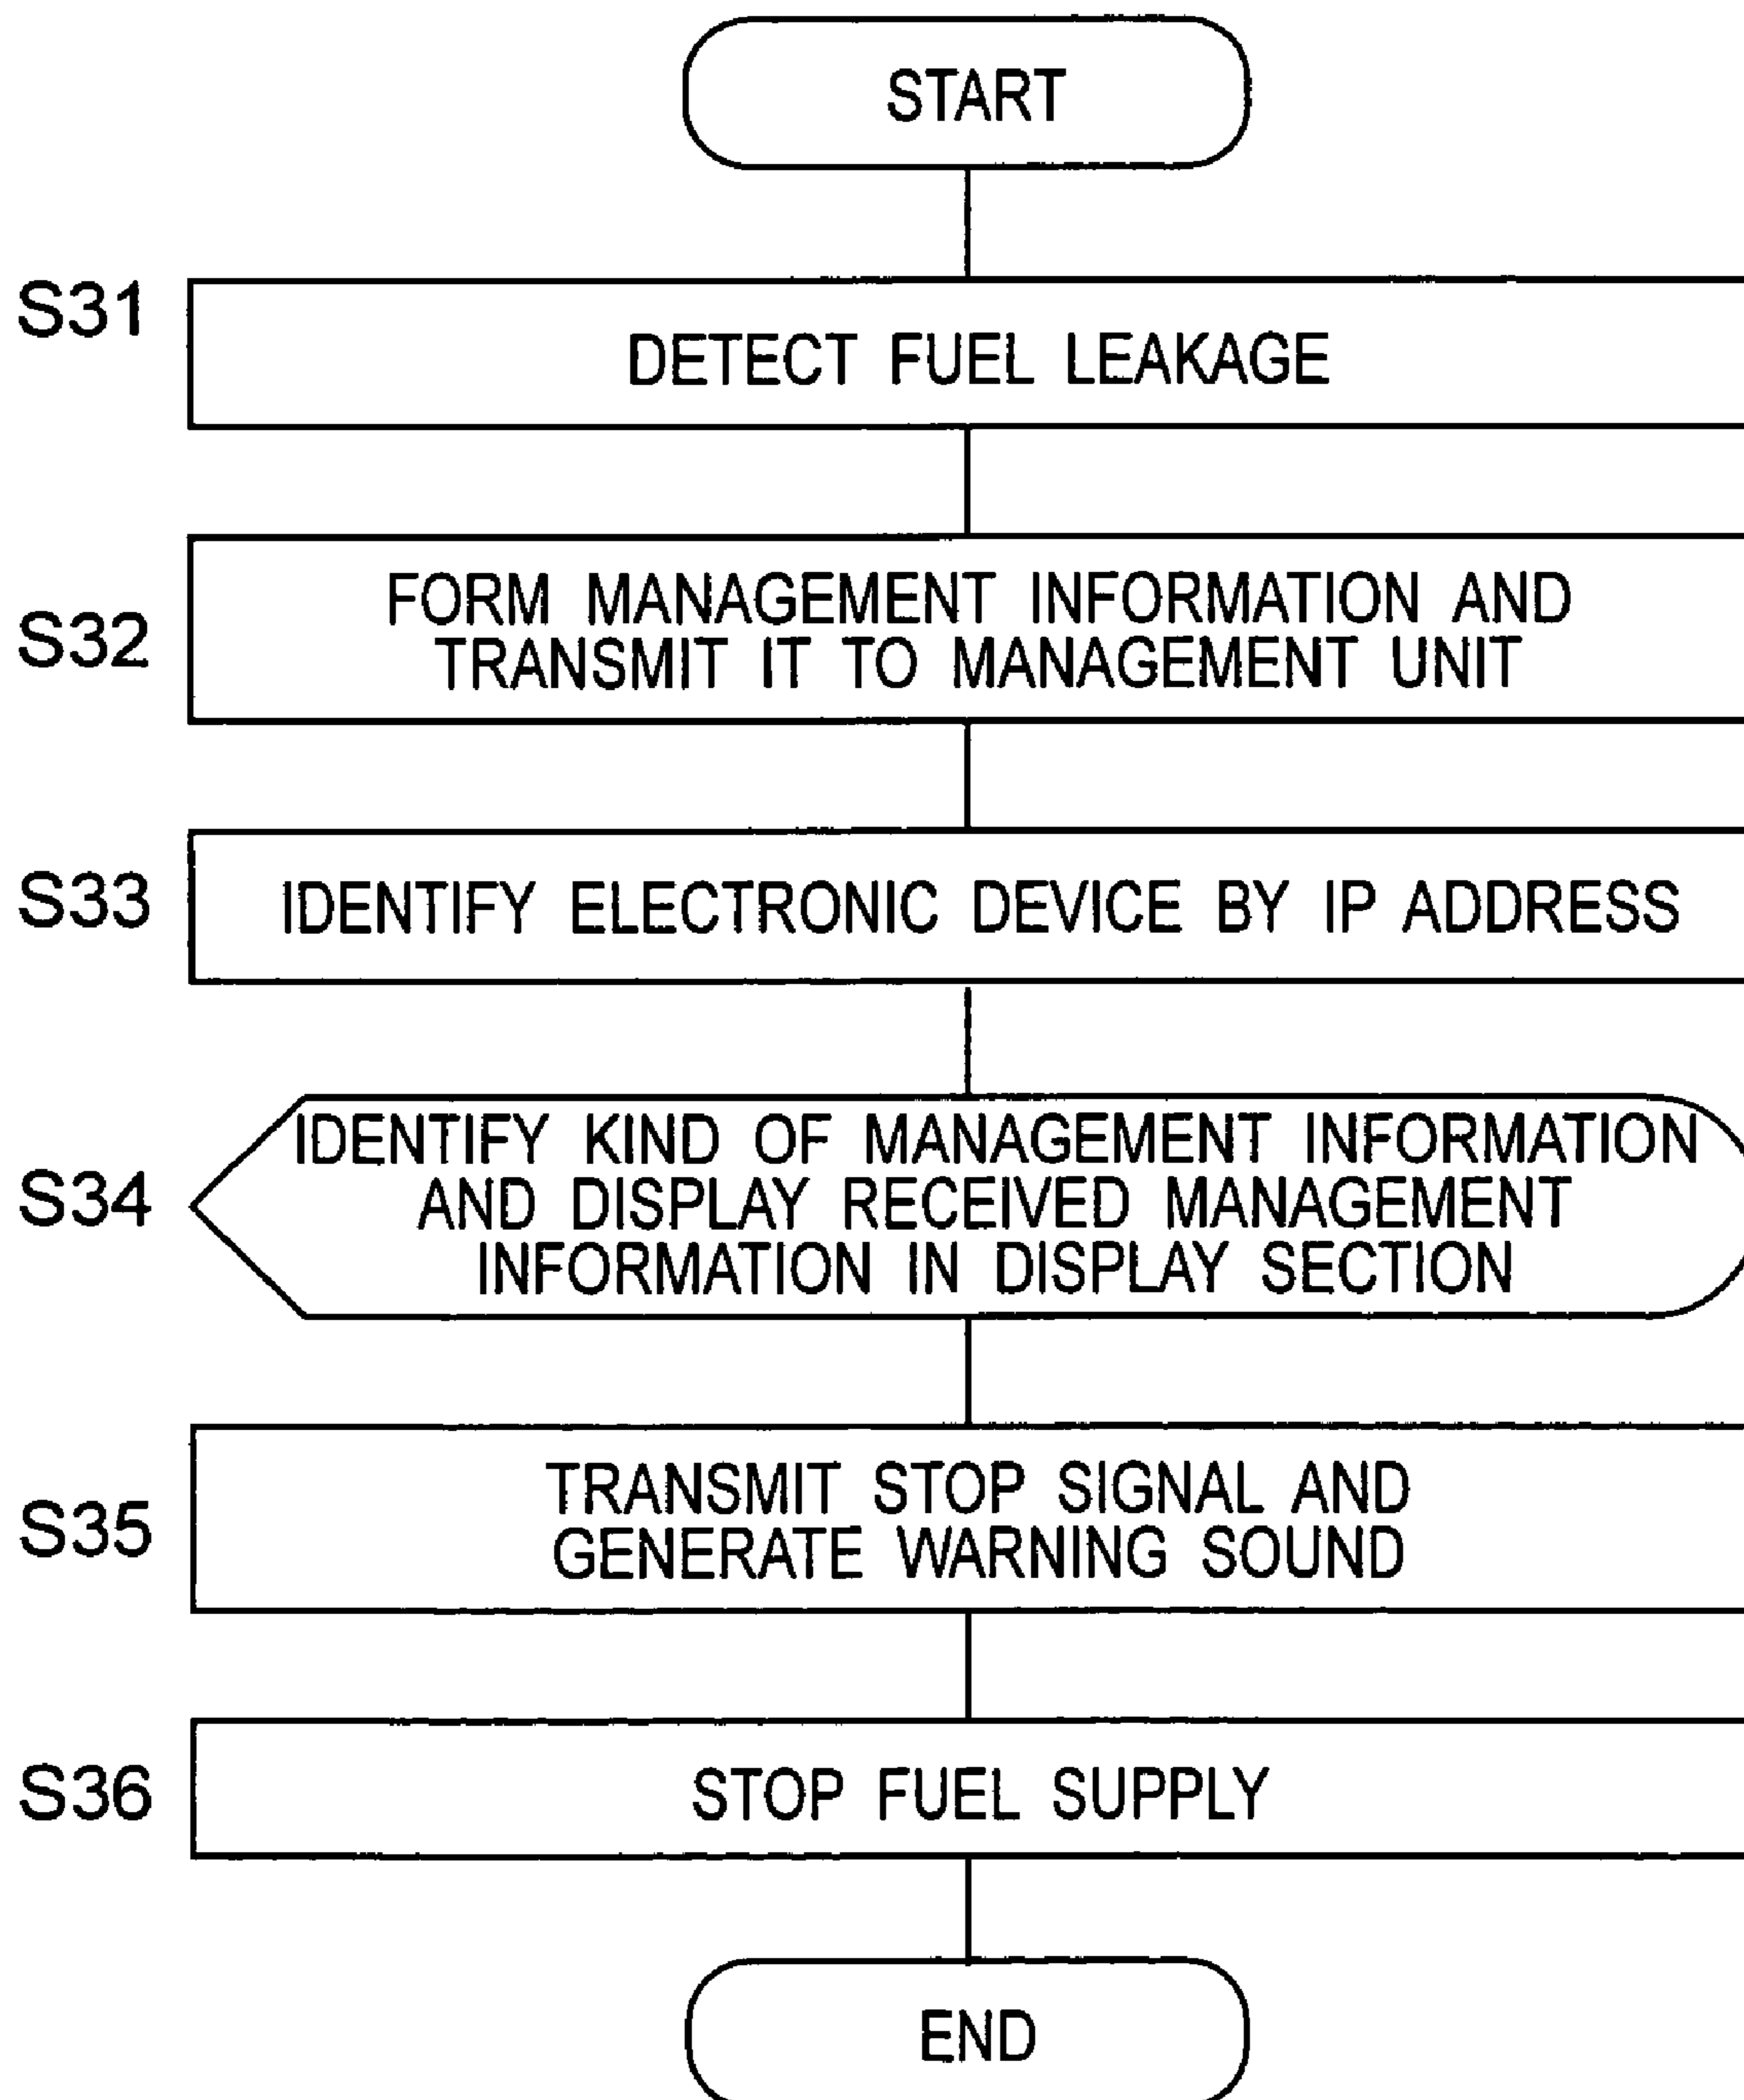 START
S31
DETECT FUEL LEAKAGE
S32
FORM MANAGEMENT INFORMATION AND
TRANSMIT IT TO MANAGEMENT UNIT
S33
IDENTIFY ELECTRONIC DEVICE BY IP ADDRESS
S34
IDENTIFY KIND OF MANAGEMENT INFORMATION
AND DISPLAY RECEIVED MANAGEMENT
INFORMATION IN DISPLAY SECTION
S35
TRANSMIT STOP SIGNAL AND
GENERATE WARNING SOUND
S36
STOP FUEL SUPPLY
END